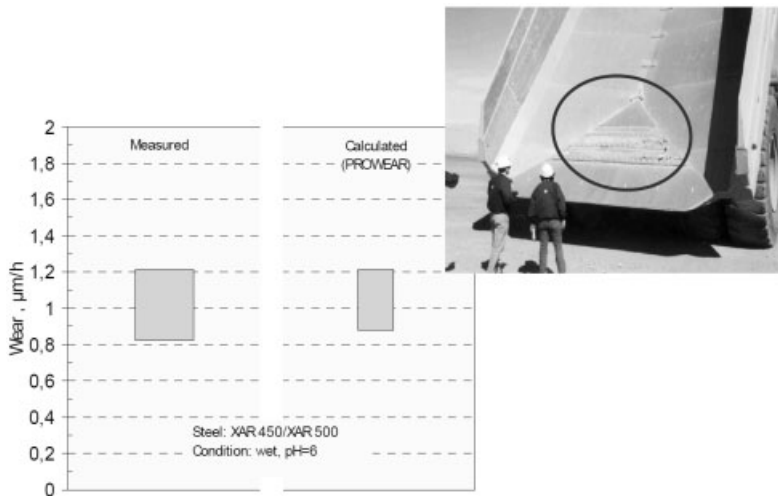 Measured
Calculated
(PROWEAR)
Wear , µm/h
2
1,8
1,6
1,4
1,2
1
0,8
0,6
0,4
0,2
0
Steel: XAR 450/XAR 500
Condition: wet, pH=6